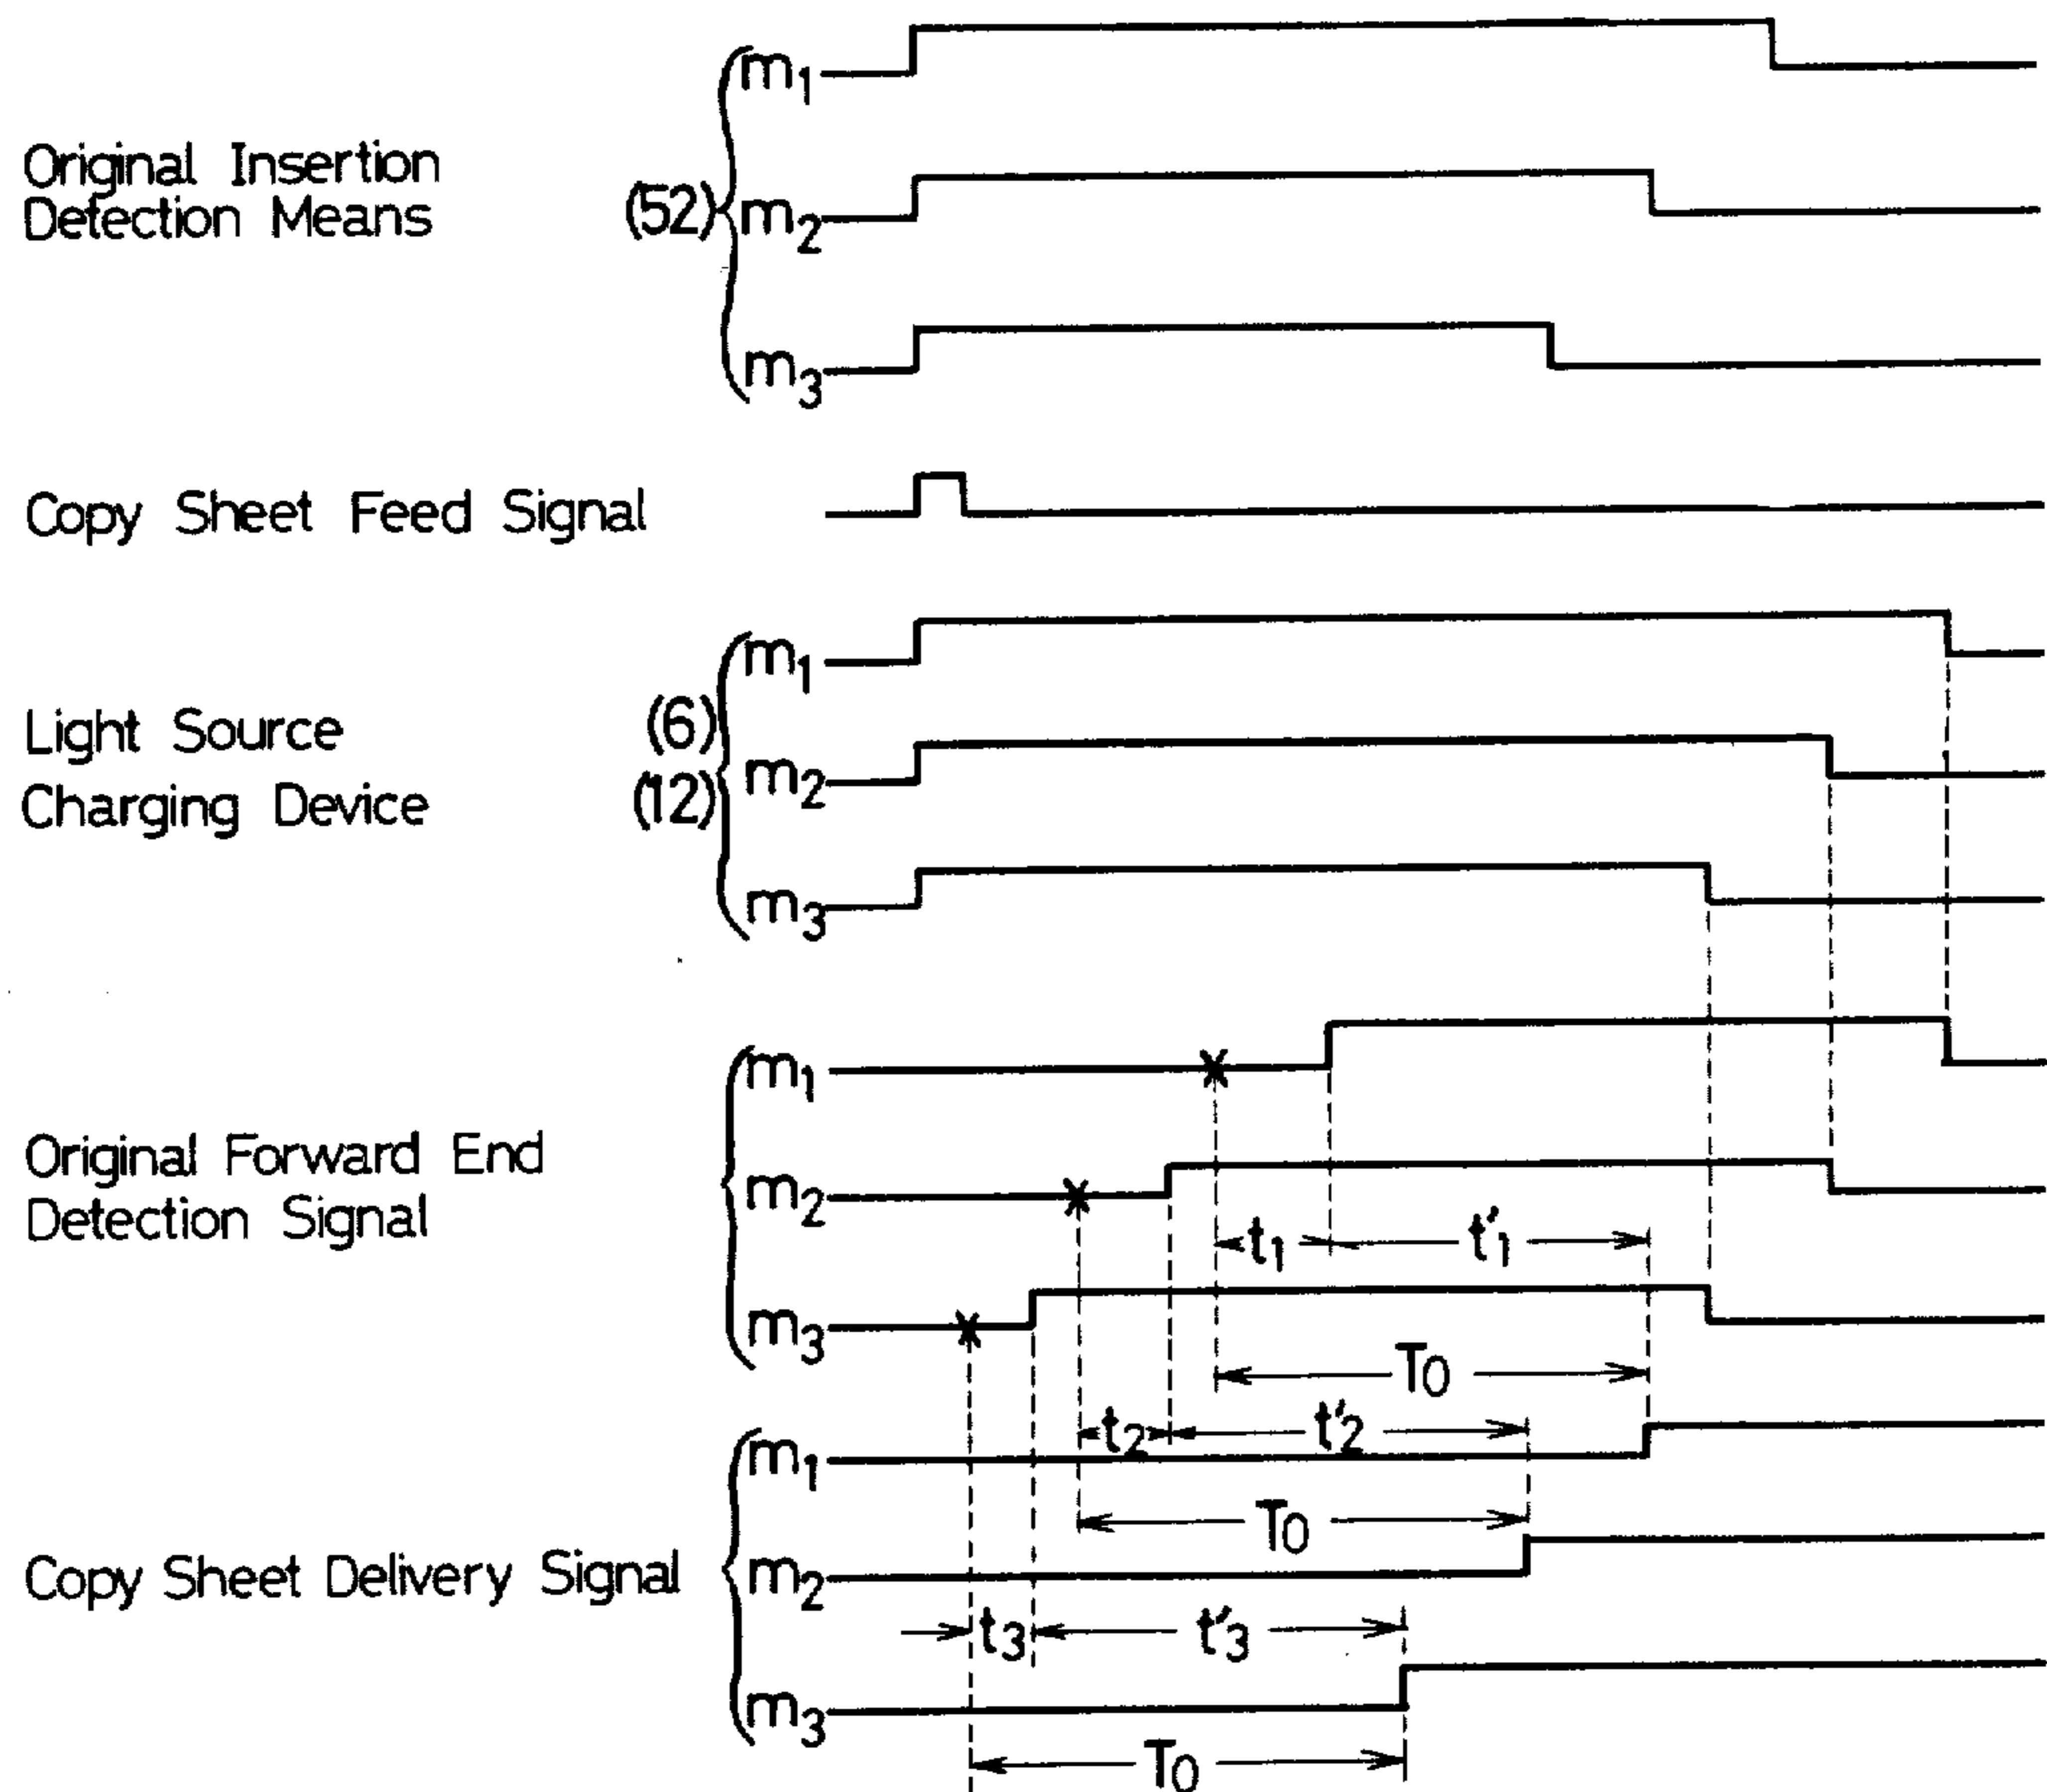 m1
Original Insertion
Detection Means
(52)
m2
m3
Copy Sheet Feed Signal
m1
Light Source
(6)
m2
Charging Device
(12)
m3
m1
Original Forward End
Detection Signal
m2
t1
t'1
m3
T0
t2
t'2
m1
T0
Copy Sheet Delivery Signal
m2
t3
t'3
m3
T0